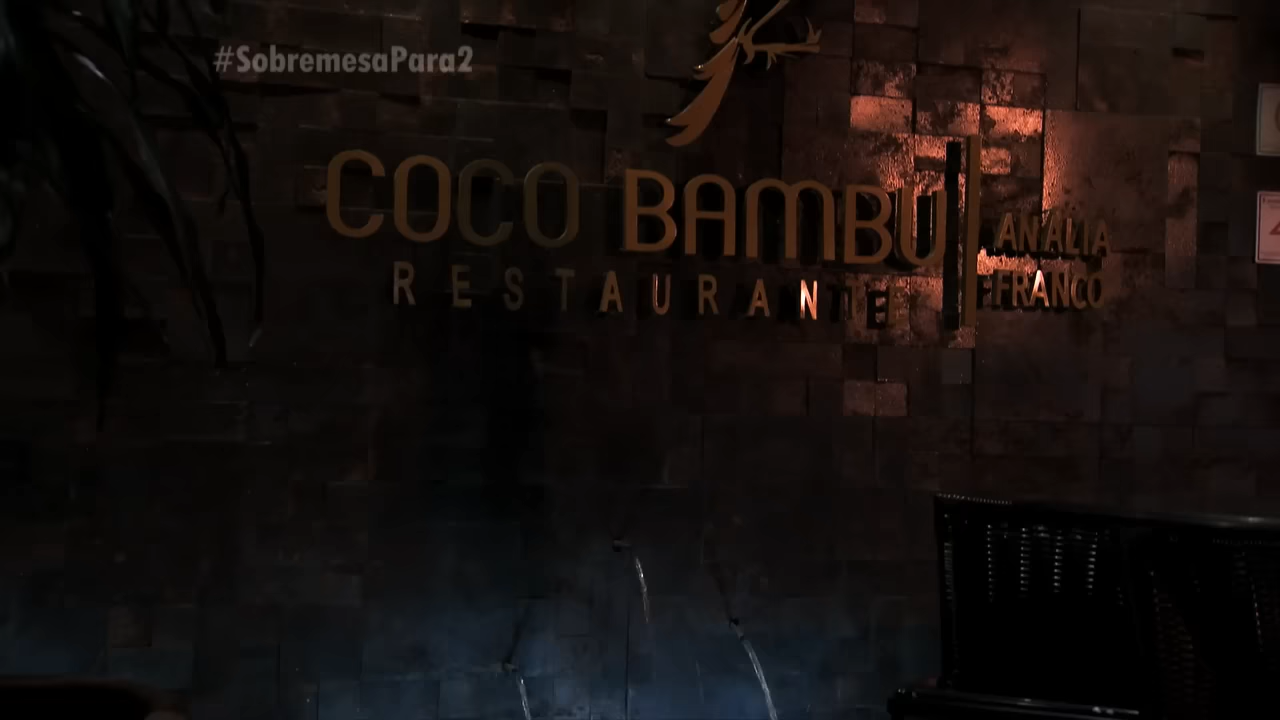 #SobremesaPara2
COCO BAMBU
RESTAURANTE
ANÁLIA
FRANCO